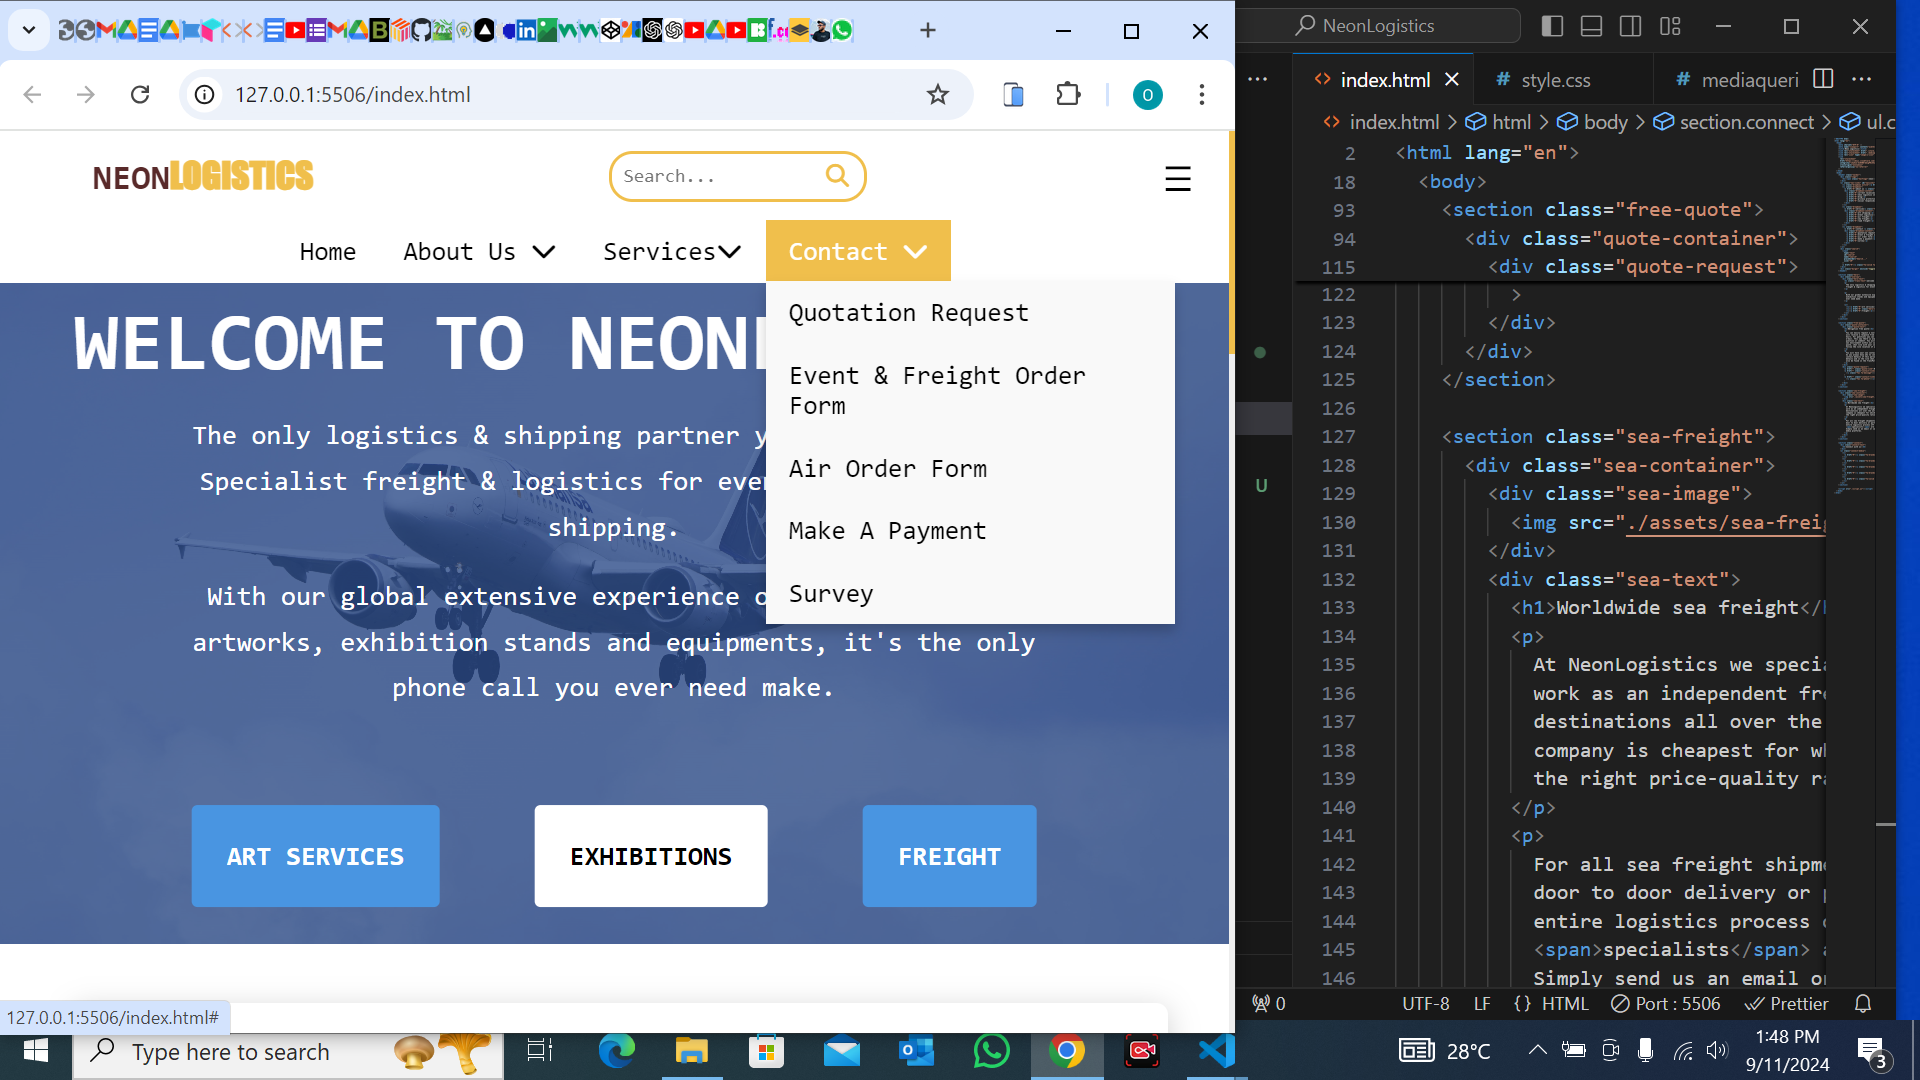 127.0.0.1:5506/index.html
NEONLOGISTICS
Search...
Home
About Us
Services
Contact
Quotation Request
Event & Freight Order
Form
Air Order Form
Make A Payment
Survey
WELCOME TO NEON
The only logistics & shipping partner
Specialist freight & logistics for
shipping.
With our global extensive experience
artworks, exhibition stands and equipments, it's the only
phone call you ever need make.
ART SERVICES
EXHIBITIONS
FREIGHT
127.0.0.1:5506/index.html#
NeonLogistics
index.html
# style.css
# mediaqueri
<> index.html > html > body > section.connect > ul.c
2 <html lang="en">
18 <body>
93 <section class="free-quote">
94 <div class="quote-container">
115 <div class="quote-request">
122 >
123 </div>
124 </div>
125 </section>
126
127 <section class="sea-freight">
128 <div class="sea-container">
129 <div class="sea-image">
130 <img src="./assets/sea-freig
131 </div>
132 <div class="sea-text">
133 <h1>Worldwide sea freight</
134 <p>
135 At NeonLogistics we specia
136 work as an independent fre
137 destinations all over the
138 company is cheapest for wh
139 the right price-quality ra
140 </p>
141 <p>
142 For all sea freight shipme
143 door to door delivery or
144 entire logistics process
145 <span>specialists</span>
146 Simply send us an email or
U
0
UTF-8
LF
{} HTML
Port : 5506
Prettier
Type here to search
28°C
1:48 PM
9/11/2024
3